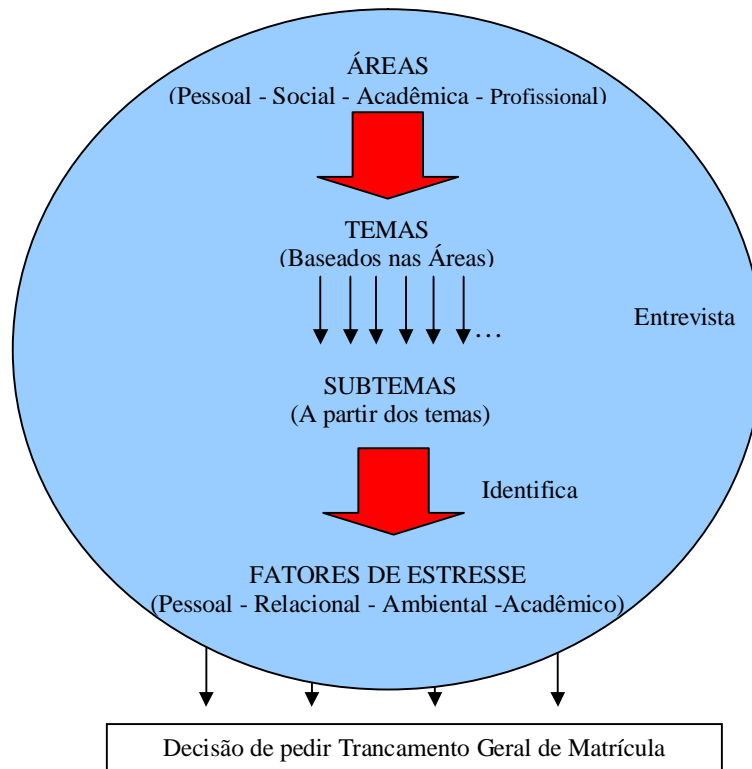 ÁREAS
(Pessoal - Social - Acadêmica - Profissional)
TEMAS
(Baseados nas Áreas)
...
Entrevista
SUBTEMAS
(A partir dos temas)
Identifica
FATORES DE ESTRESSE
(Pessoal - Relacional - Ambiental -Acadêmico)
Decisão de pedir Trancamento Geral de Matrícula